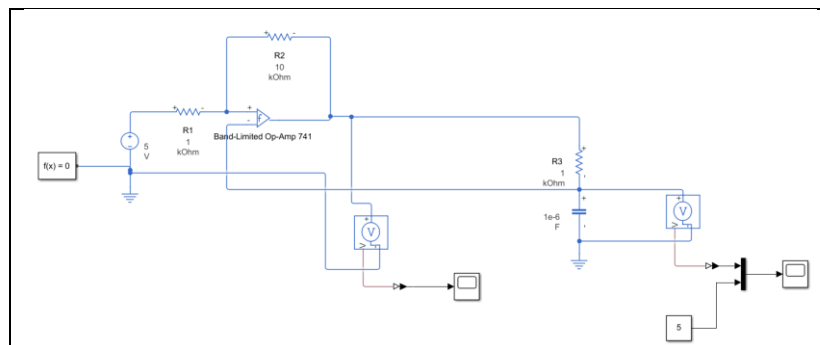 R2
10
kOhm
R1
1
kOhm
Band-Limited Op-Amp 741
5
V
f(x) = 0
R3
1
kOhm
1e-6
F
V
V
5